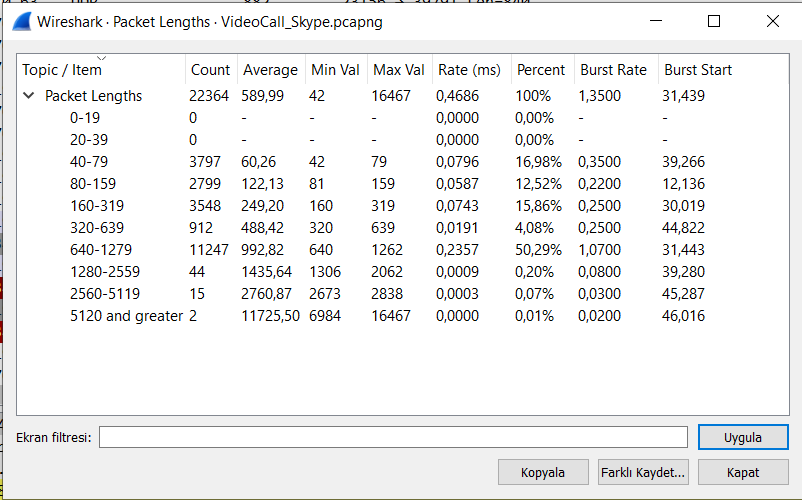 Wireshark · Packet Lengths · VideoCall_Skype.pcapng
Topic / Item Count Average Min Val Max Val Rate (ms) Percent Burst Rate Burst Start
Packet Lengths 22364 589,99 42 16467 0,4686 100% 1,3500 31,439
0-19 0 - - - 0,0000 0,00% - -
20-39 0 - - - 0,0000 0,00% - -
40-79 3797 60,26 42 79 0,0796 16,98% 0,3500 39,266
80-159 2799 122,13 81 159 0,0587 12,52% 0,2200 12,136
160-319 3548 249,20 160 319 0,0743 15,86% 0,2500 30,019
320-639 912 488,42 320 639 0,0191 4,08% 0,2500 44,822
640-1279 11247 992,82 640 1262 0,2357 50,29% 1,0700 31,443
1280-2559 44 1435,64 1306 2062 0,0009 0,20% 0,0800 39,280
2560-5119 15 2760,87 2673 2838 0,0003 0,07% 0,0300 45,287
5120 and greater 2 11725,50 6984 16467 0,0000 0,01% 0,0200 46,016
Ekran filtresi: Uygula
Kopyala Farklı Kaydet... Kapat